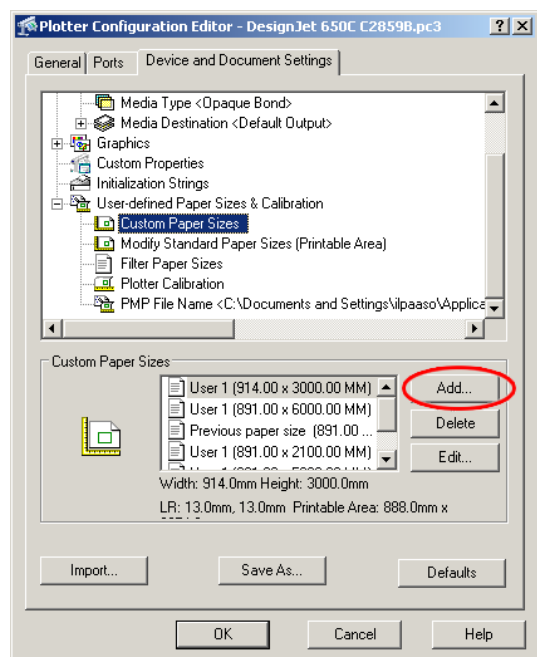 Plotter Configuration Editor - DesignJet 650C C2859B.pc3
General Ports Device and Document Settings
Media Type <Opaque Bond>
Media Destination <Default Output>
Graphics
Custom Properties
Initialization Strings
User-defined Paper Sizes & Calibration
Custom Paper Sizes
Modify Standard Paper Sizes (Printable Area)
Filter Paper Sizes
Plotter Calibration
PMP File Name <C:\Documents and Settings\ilpaaso\Applica
Custom Paper Sizes
User 1 (914.00 x 3000.00 MM)
Add...
User 1 (891.00 x 6000.00 MM)
Previous paper size (891.00 ...
Delete
User 1 (891.00 x 2100.00 MM)
Edit...
Width: 914.0mm Height: 3000.0mm
LR: 13.0mm, 13.0mm Printable Area: 888.0mm x
Import... Save As... Defaults
OK Cancel Help